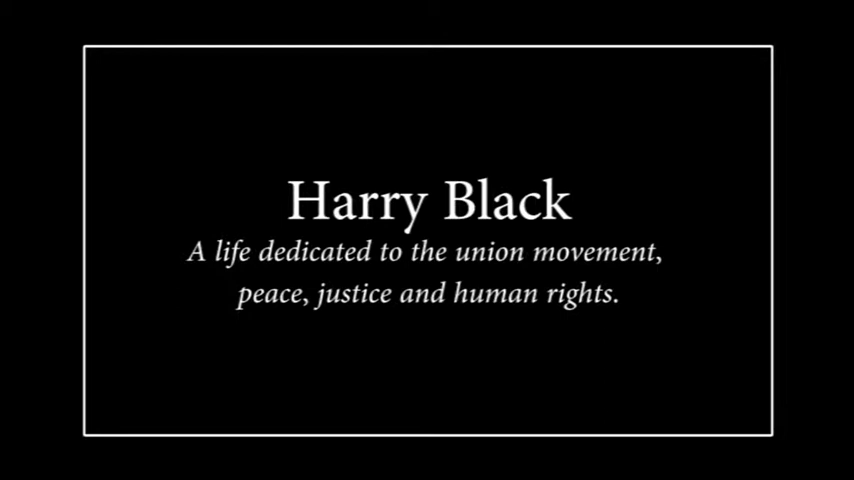 Harry Black
A life dedicated to the union movement,
peace, justice and human rights.